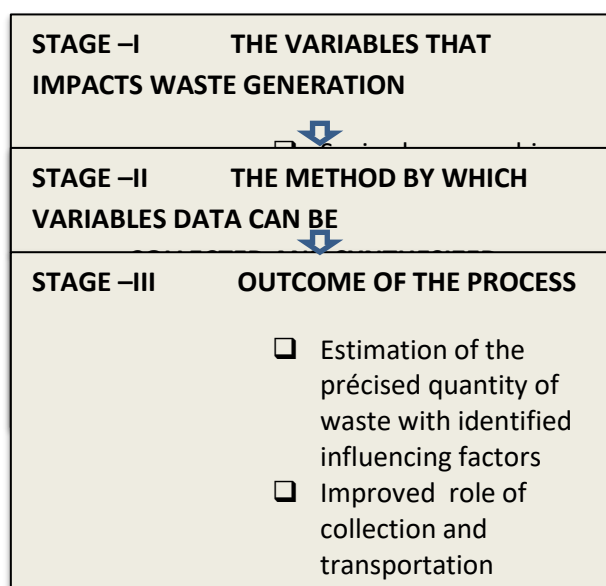 STAGE –I THE VARIABLES THAT
IMPACTS WASTE GENERATION
STAGE –II THE METHOD BY WHICH
VARIABLES DATA CAN BE
STAGE –III OUTCOME OF THE PROCESS
Estimation of the
précised quantity of
waste with identified
influencing factors
Improved role of
collection and
transportation